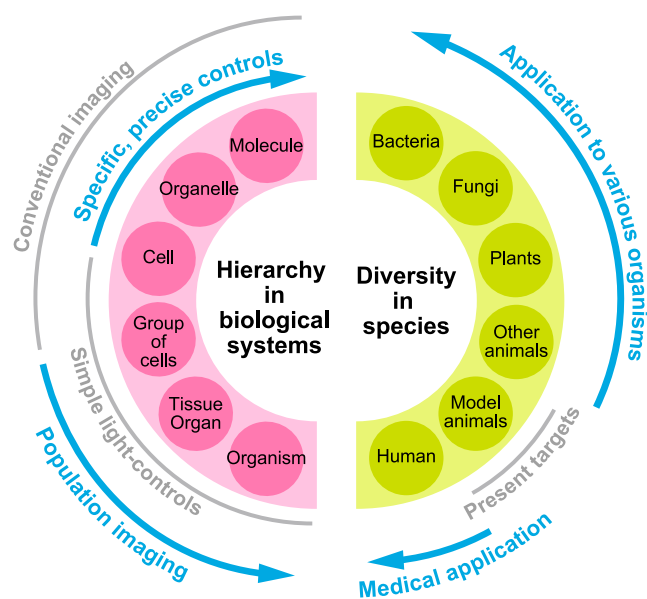 Conventional imaging
Specific, precise controls
Simple light-controls
Population imaging
Molecule
Organelle
Cell
Group
of
cells
Tissue
Organ
Organism
Hierarchy
in
biological
systems
Diversity
in
species
Bacteria
Fungi
Plants
Other
animals
Model
animals
Human
Application to various organisms
Present targets
Medical application